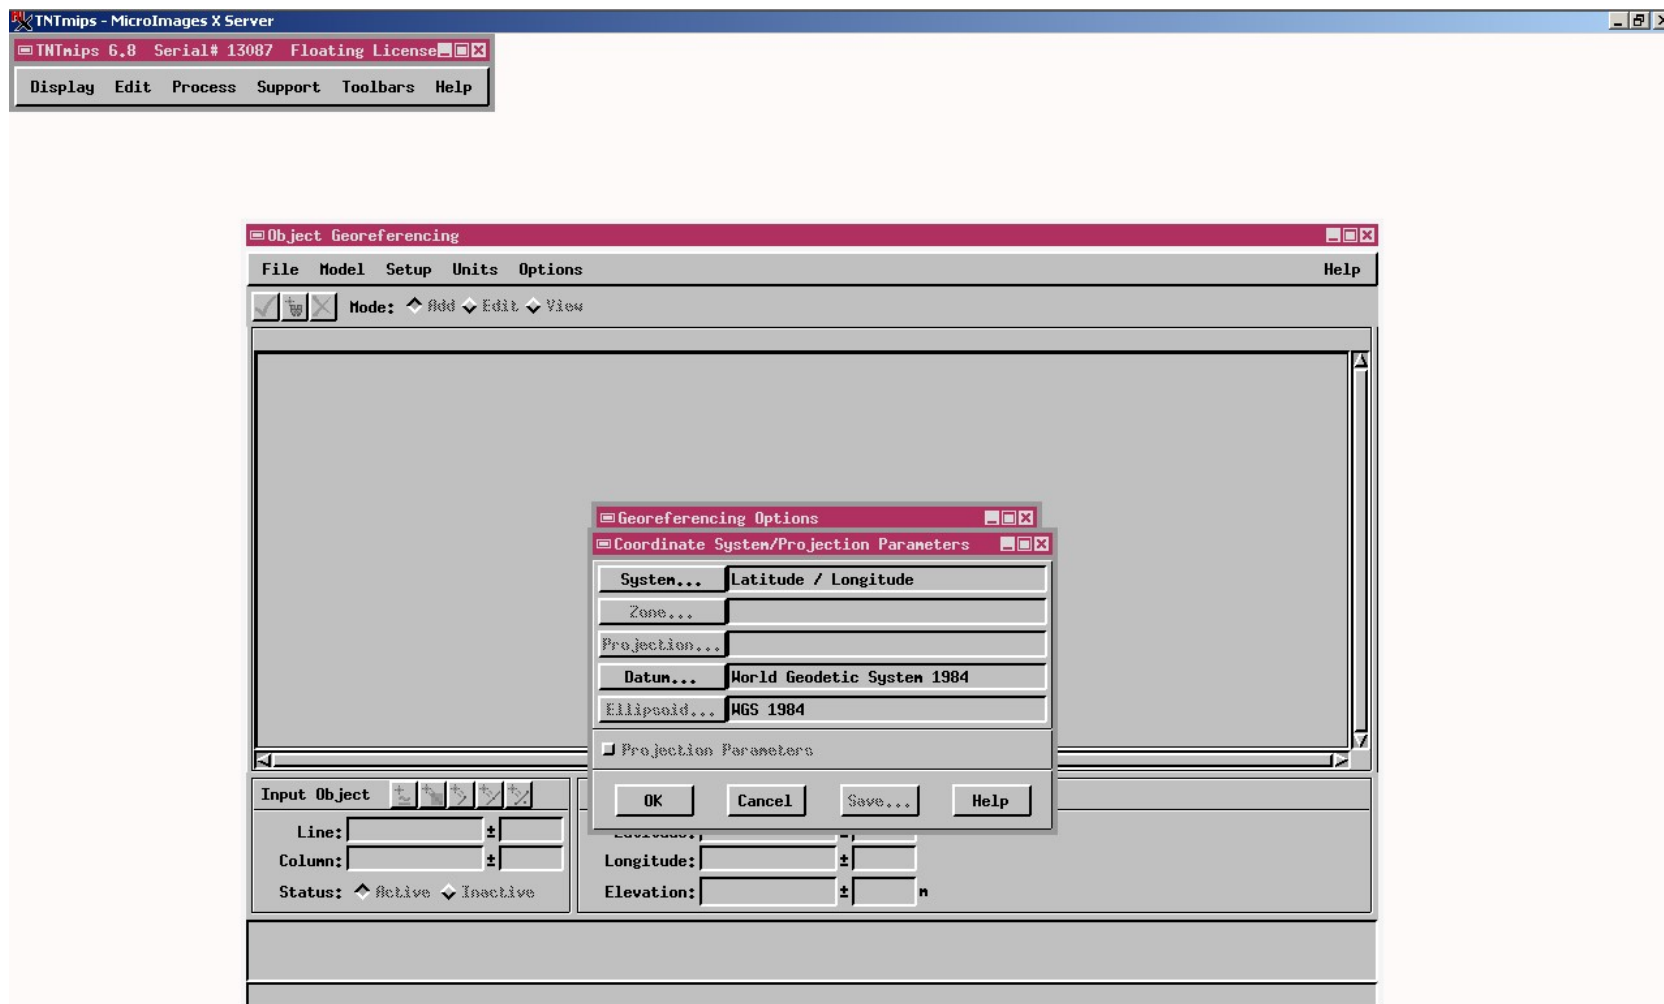 TNTmips - MicroImages X Server
TNTmips 6.8 Serial# 13087 Floating License
Display Edit Process Support Toolbars Help
Object Georeferencing
File Model Setup Units Options Help
Mode: Add Edit View
Georeferencing Options
Coordinate System/Projection Parameters
System... Latitude / Longitude
Zone...
Projection...
Datum... World Geodetic System 1984
Ellipsoid... WGS 1984
Projection Parameters
OK Cancel Save... Help
Input Object
Line: ±
Column: ± Longitude: ±
Status: Active Inactive Elevation: ± m